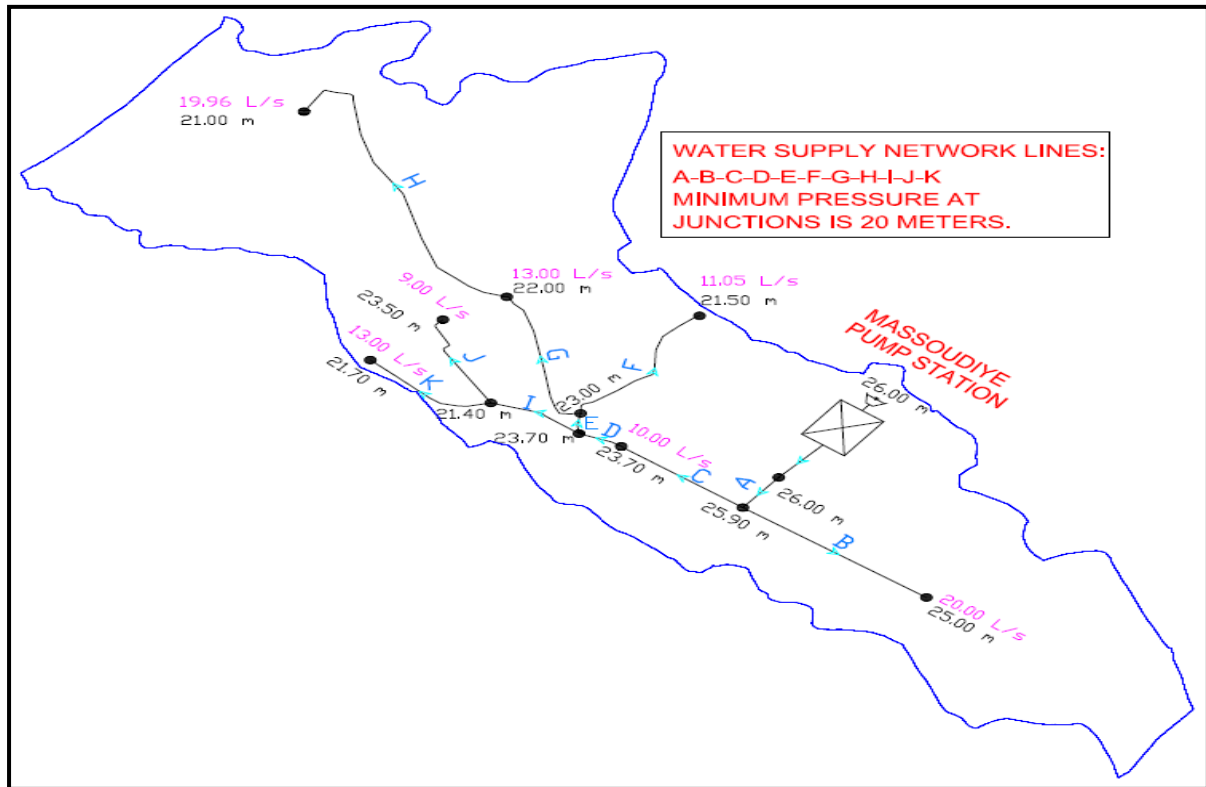 19.96 L/s
21.00 m
WATER SUPPLY NETWORK LINES:
A-B-C-D-E-F-G-H-I-J-K
MINIMUM PRESSURE AT
JUNCTIONS IS 20 METERS.
H
13.00 L/s
22.00 m
11.05 L/s
21.50 m
9.00 L/s
23.50 m
MASSOUDIYE
PUMP STATION
26.00 m
13.00 L/s
21.70 m
J
G
F
K
21.40 m
I
23.00 m
E
D
23.70 m
10.00 L/s
23.70 m
C
A
26.00 m
25.90 m
B
20.00 L/s
25.00 m